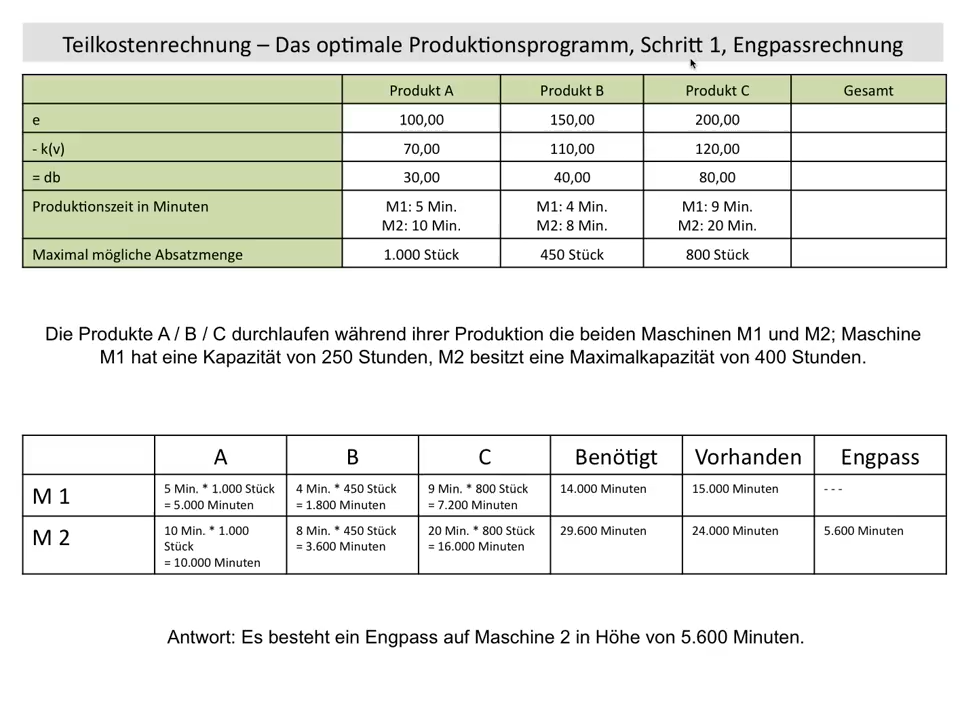 Teilkostenrechnung – Das optimale Produktionsprogramm, Schritt 1, Engpassrechnung
Produkt A Produkt B Produkt C Gesamt
e 100,00 150,00 200,00
- k(v) 70,00 110,00 120,00
= db 30,00 40,00 80,00
Produktionszeit in Minuten M1: 5 Min. M1: 4 Min. M1: 9 Min.
M2: 10 Min. M2: 8 Min. M2: 20 Min.
Maximal mögliche Absatzmenge 1.000 Stück 450 Stück 800 Stück
Die Produkte A / B / C durchlaufen während ihrer Produktion die beiden Maschinen M1 und M2; Maschine
M1 hat eine Kapazität von 250 Stunden, M2 besitzt eine Maximalkapazität von 400 Stunden.
A B C Benötigt Vorhanden Engpass
M 1 5 Min. * 1.000 Stück 4 Min. * 450 Stück 9 Min. * 800 Stück 14.000 Minuten 15.000 Minuten - - -
= 5.000 Minuten = 1.800 Minuten = 7.200 Minuten
M 2 10 Min. * 1.000 8 Min. * 450 Stück 20 Min. * 800 Stück 29.600 Minuten 24.000 Minuten 5.600 Minuten
Stück = 3.600 Minuten = 16.000 Minuten
= 10.000 Minuten
Antwort: Es besteht ein Engpass auf Maschine 2 in Höhe von 5.600 Minuten.